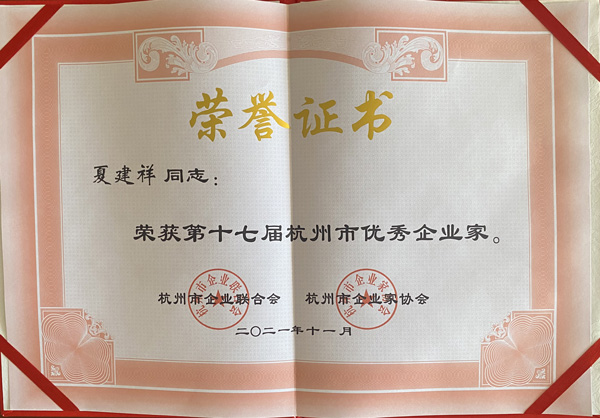 荣誉证书
夏建祥 同志：
荣获第十七届杭州市优秀企业家。
杭州市企业联合会 杭州市企业家协会
二〇二一年十一月